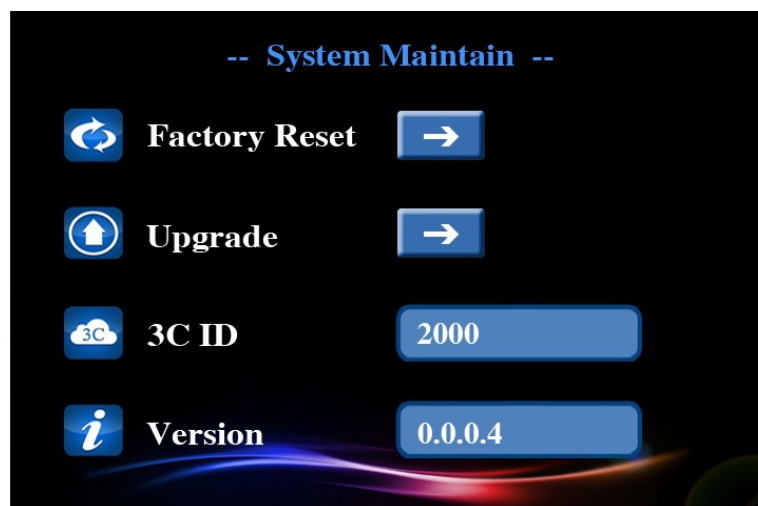 -- System Maintain --
Factory Reset
Upgrade
3C 3C ID 2000
Version 0.0.0.4